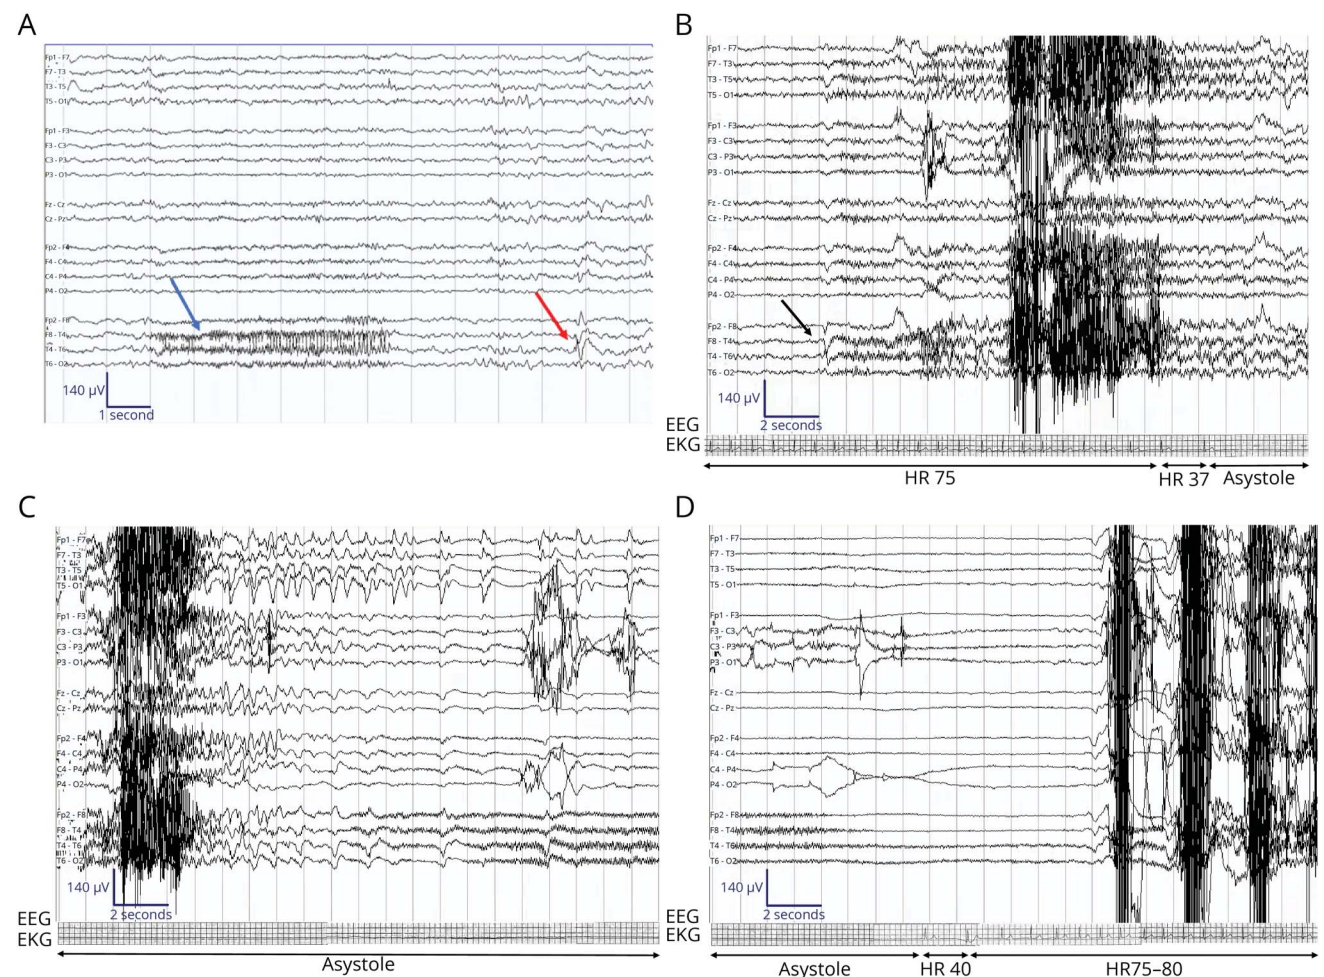 A
Fp1 - F7
F7 - T3
T3 - T5
T5 - O1
Fp1 - F3
F3 - C3
C3 - P3
P3 - O1
Fz - Cz
Cz - Pz
Fp2 - F4
F4 - C4
C4 - P4
P4 - O2
Fp2 - F8
F8 - T4
T4 - T6
T6 - O2
140 µV
1 second
B
Fp1 - F7
F7 - T3
T3 - T5
T5 - O1
Fp1 - F3
F3 - C3
C3 - P3
P3 - O1
Fz - Cz
Cz - Pz
Fp2 - F4
F4 - C4
C4 - P4
P4 - O2
Fp2 - F8
F8 - T4
T4 - T6
T6 - O2
140 µV
2 seconds
EEG
EKG
HR 75 HR 37 Asystole
C
Fp1 - F7
F7 - T3
T3 - T5
T5 - O1
Fp1 - F3
F3 - C3
C3 - P3
P3 - O1
Fz - Cz
Cz - Pz
Fp2 - F4
F4 - C4
C4 - P4
P4 - O2
Fp2 - F8
F8 - T4
T4 - T6
T6 - O2
140 µV
2 seconds
EEG
EKG
Asystole
D
Fp1 - F7
F7 - T3
T3 - T5
T5 - O1
Fp1 - F3
F3 - C3
C3 - P3
P3 - O1
Fz - Cz
Cz - Pz
Fp2 - F4
F4 - C4
C4 - P4
P4 - O2
Fp2 - F8
F8 - T4
T4 - T6
T6 - O2
140 µV
2 seconds
EEG
EKG
Asystole HR 40 HR75–80